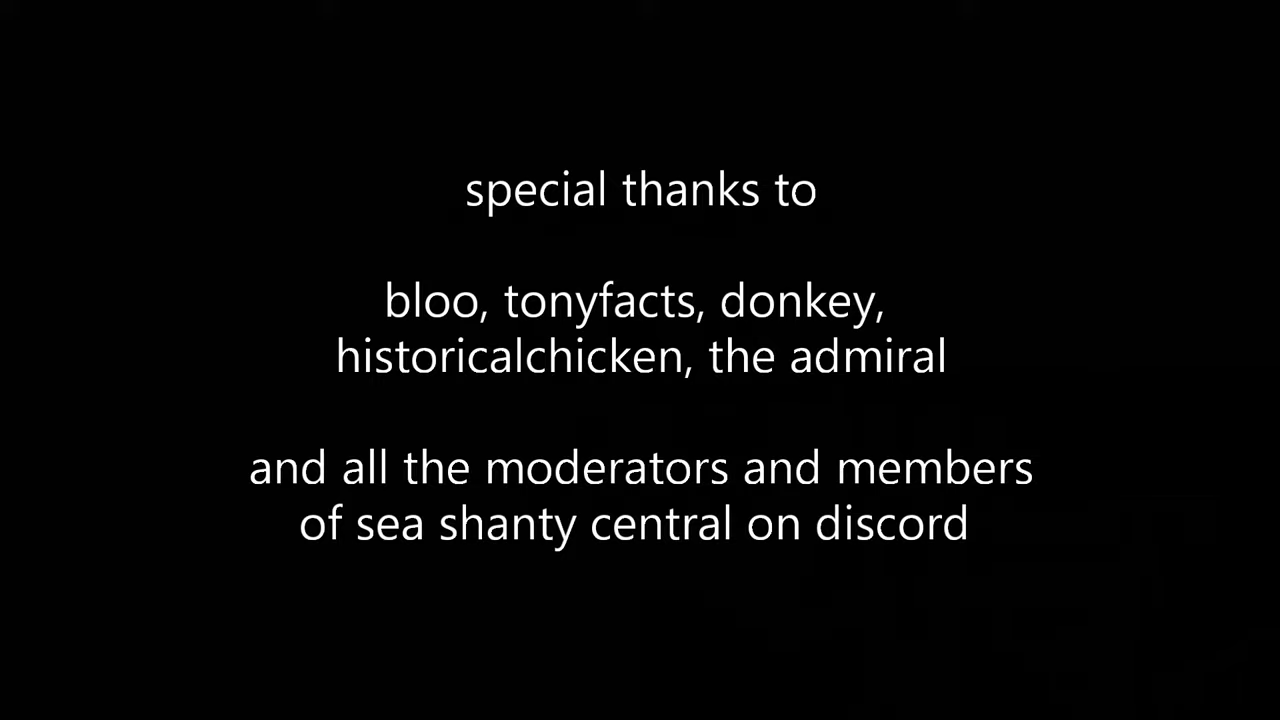 special thanks to
bloo, tonyfacts, donkey,
historicalchicken, the admiral
and all the moderators and members
of sea shanty central on discord